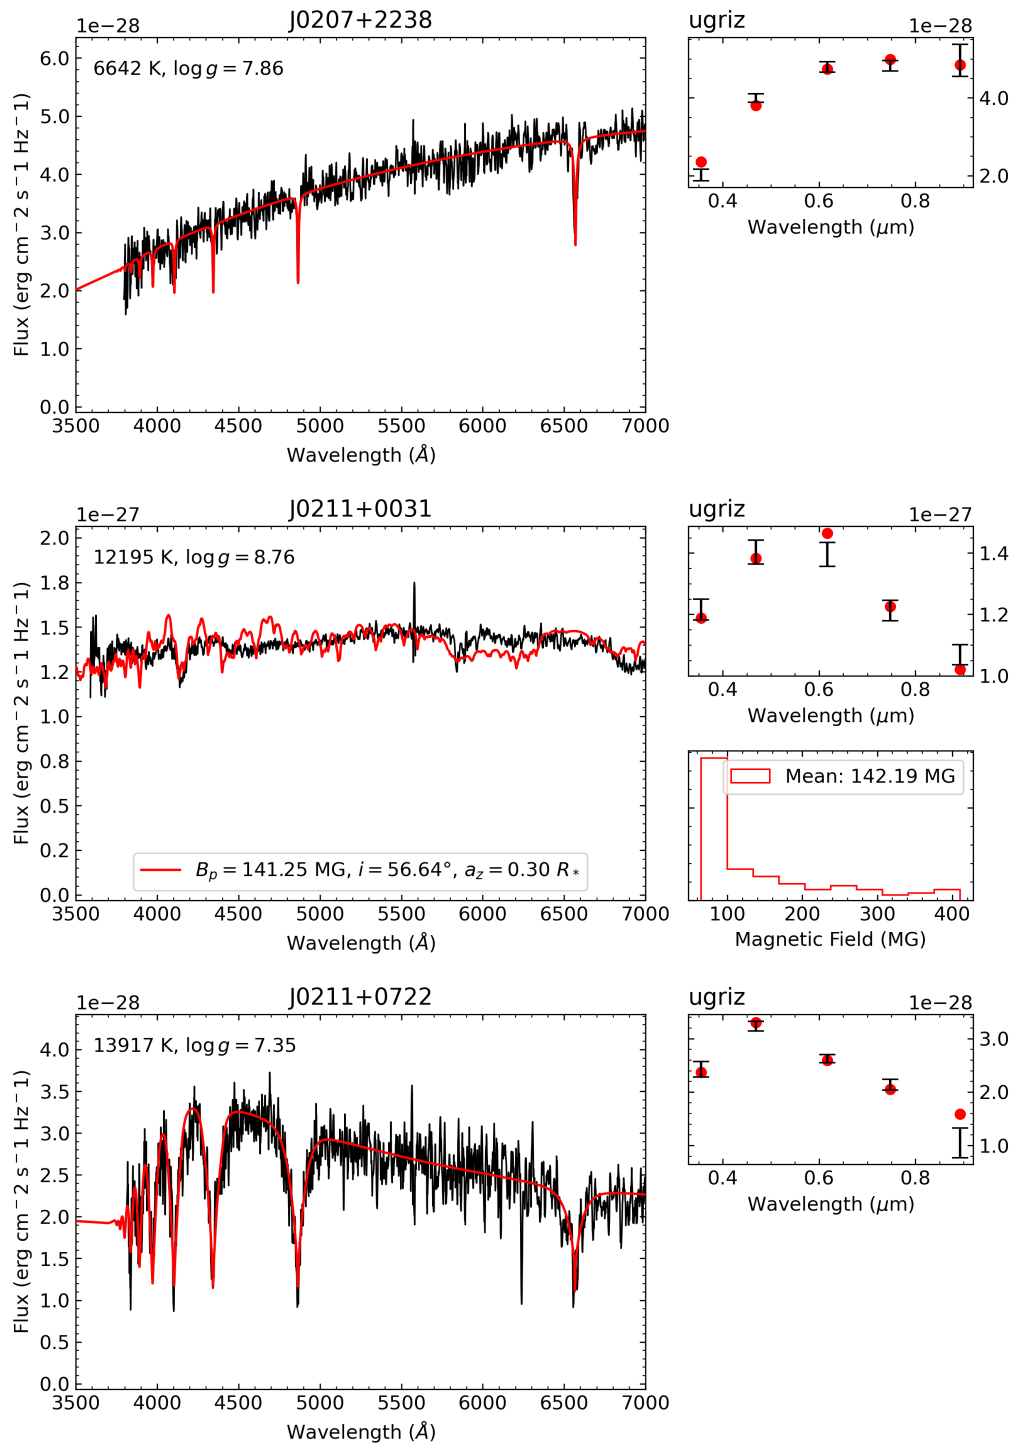 J0207+2238
1e−28
6642 K, log g = 7.86
Flux (erg cm−2 s−1 Hz−1)
6.0
5.0
4.0
3.0
2.0
1.0
0.0
3500 4000 4500 5000 5500 6000 6500 7000
Wavelength (Å)
ugriz
1e−28
4.0
2.0
0.4 0.6 0.8
Wavelength (μm)
J0211+0031
1e−27
12195 K, log g = 8.76
Flux (erg cm−2 s−1 Hz−1)
2.0
1.8
1.5
1.2
1.0
0.8
0.5
0.2
0.0
B_p = 141.25 MG, i = 56.64°, a_z = 0.30 R_*
3500 4000 4500 5000 5500 6000 6500 7000
Wavelength (Å)
ugriz
1e−27
1.4
1.2
1.0
0.4 0.6 0.8
Wavelength (μm)
Mean: 142.19 MG
100 200 300 400
Magnetic Field (MG)
J0211+0722
1e−28
13917 K, log g = 7.35
Flux (erg cm−2 s−1 Hz−1)
4.0
3.5
3.0
2.5
2.0
1.5
1.0
0.5
0.0
3500 4000 4500 5000 5500 6000 6500 7000
Wavelength (Å)
ugriz
1e−28
3.0
2.0
1.0
0.4 0.6 0.8
Wavelength (μm)